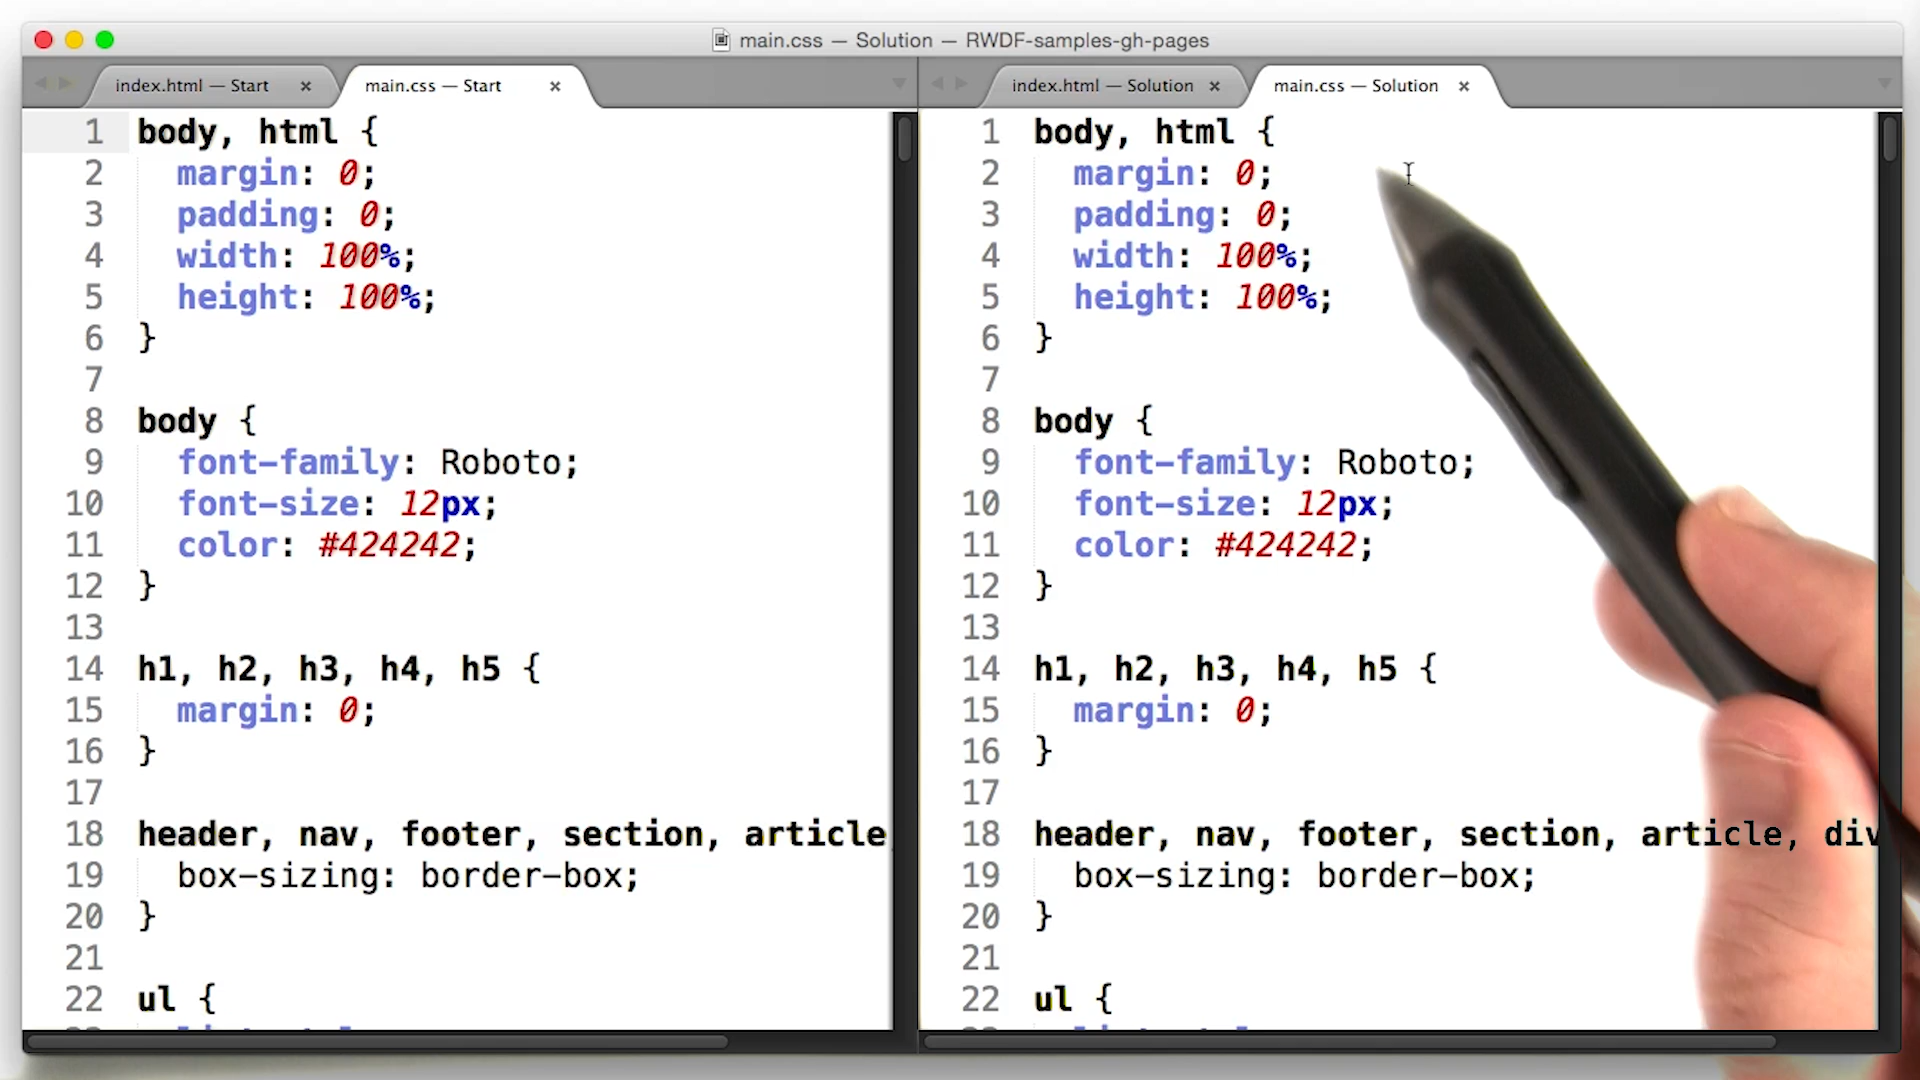 main.css — Solution — RWDF-samples-gh-pages
index.html — Start
main.css — Start
1 body, html {
2 margin: 0;
3 padding: 0;
4 width: 100%;
5 height: 100%;
6 }
7
8 body {
9 font-family: Roboto;
10 font-size: 12px;
11 color: #424242;
12 }
13
14 h1, h2, h3, h4, h5 {
15 margin: 0;
16 }
17
18 header, nav, footer, section, article,
19 box-sizing: border-box;
20 }
21
22 ul {
index.html — Solution
main.css — Solution
1 body, html {
2 margin: 0;
3 padding: 0;
4 width: 100%;
5 height: 100%;
6 }
7
8 body {
9 font-family: Roboto;
10 font-size: 12px;
11 color: #424242;
12 }
13
14 h1, h2, h3, h4, h5 {
15 margin: 0;
16 }
17
18 header, nav, footer, section, article, div
19 box-sizing: border-box;
20 }
21
22 ul {